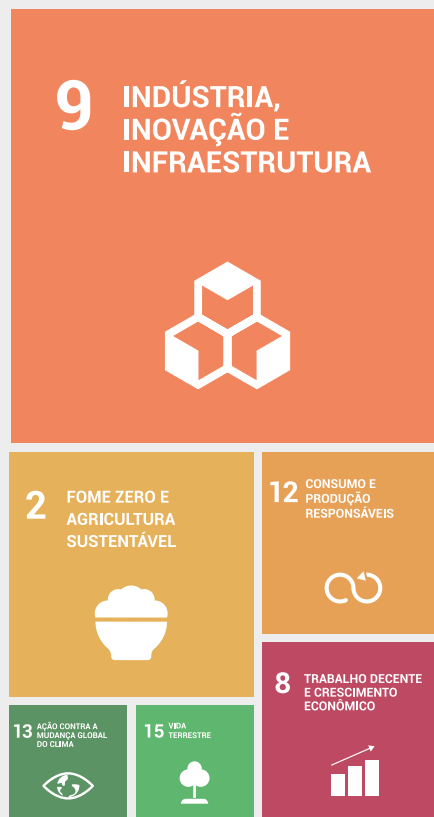 9 INDÚSTRIA,
INOVAÇÃO E
INFRAESTRUTURA
2 FOME ZERO E
AGRICULTURA
SUSTENTÁVEL
12 CONSUMO E
PRODUÇÃO
RESPONSÁVEIS
8 TRABALHO DECENTE
E CRESCIMENTO
ECONÔMICO
13 AÇÃO CONTRA A
MUDANÇA GLOBAL
DO CLIMA
15 VIDA
TERRESTRE